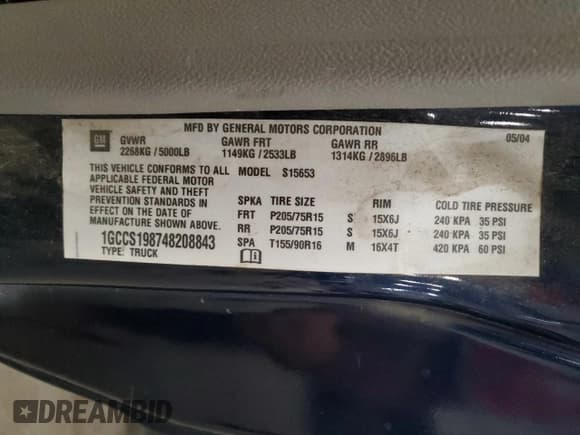 MFD BY GENERAL MOTORS CORPORATION 05/04
GM GVWR GAWR FRT GAWR RR
2268KG / 5000LB 1149KG / 2533LB 1314KG / 2896LB
THIS VEHICLE CONFORMS TO ALL MODEL S15653
APPLICABLE FEDERAL MOTOR
VEHICLE SAFETY AND THEFT SPKA TIRE SIZE RIM COLD TIRE PRESSURE
PREVENTION STANDARDS IN FRT P205/75R15 S 15X6J 240 KPA 35 PSI
EFFECT ON THE DATE OF RR P205/75R15 S 15X6J 240 KPA 35 PSI
MANUFACTURE SHOWN ABOVE. SPA T155/90R16 M 16X4T 420 KPA 60 PSI
1GCCS198748208843
TYPE: TRUCK
DREAMBID